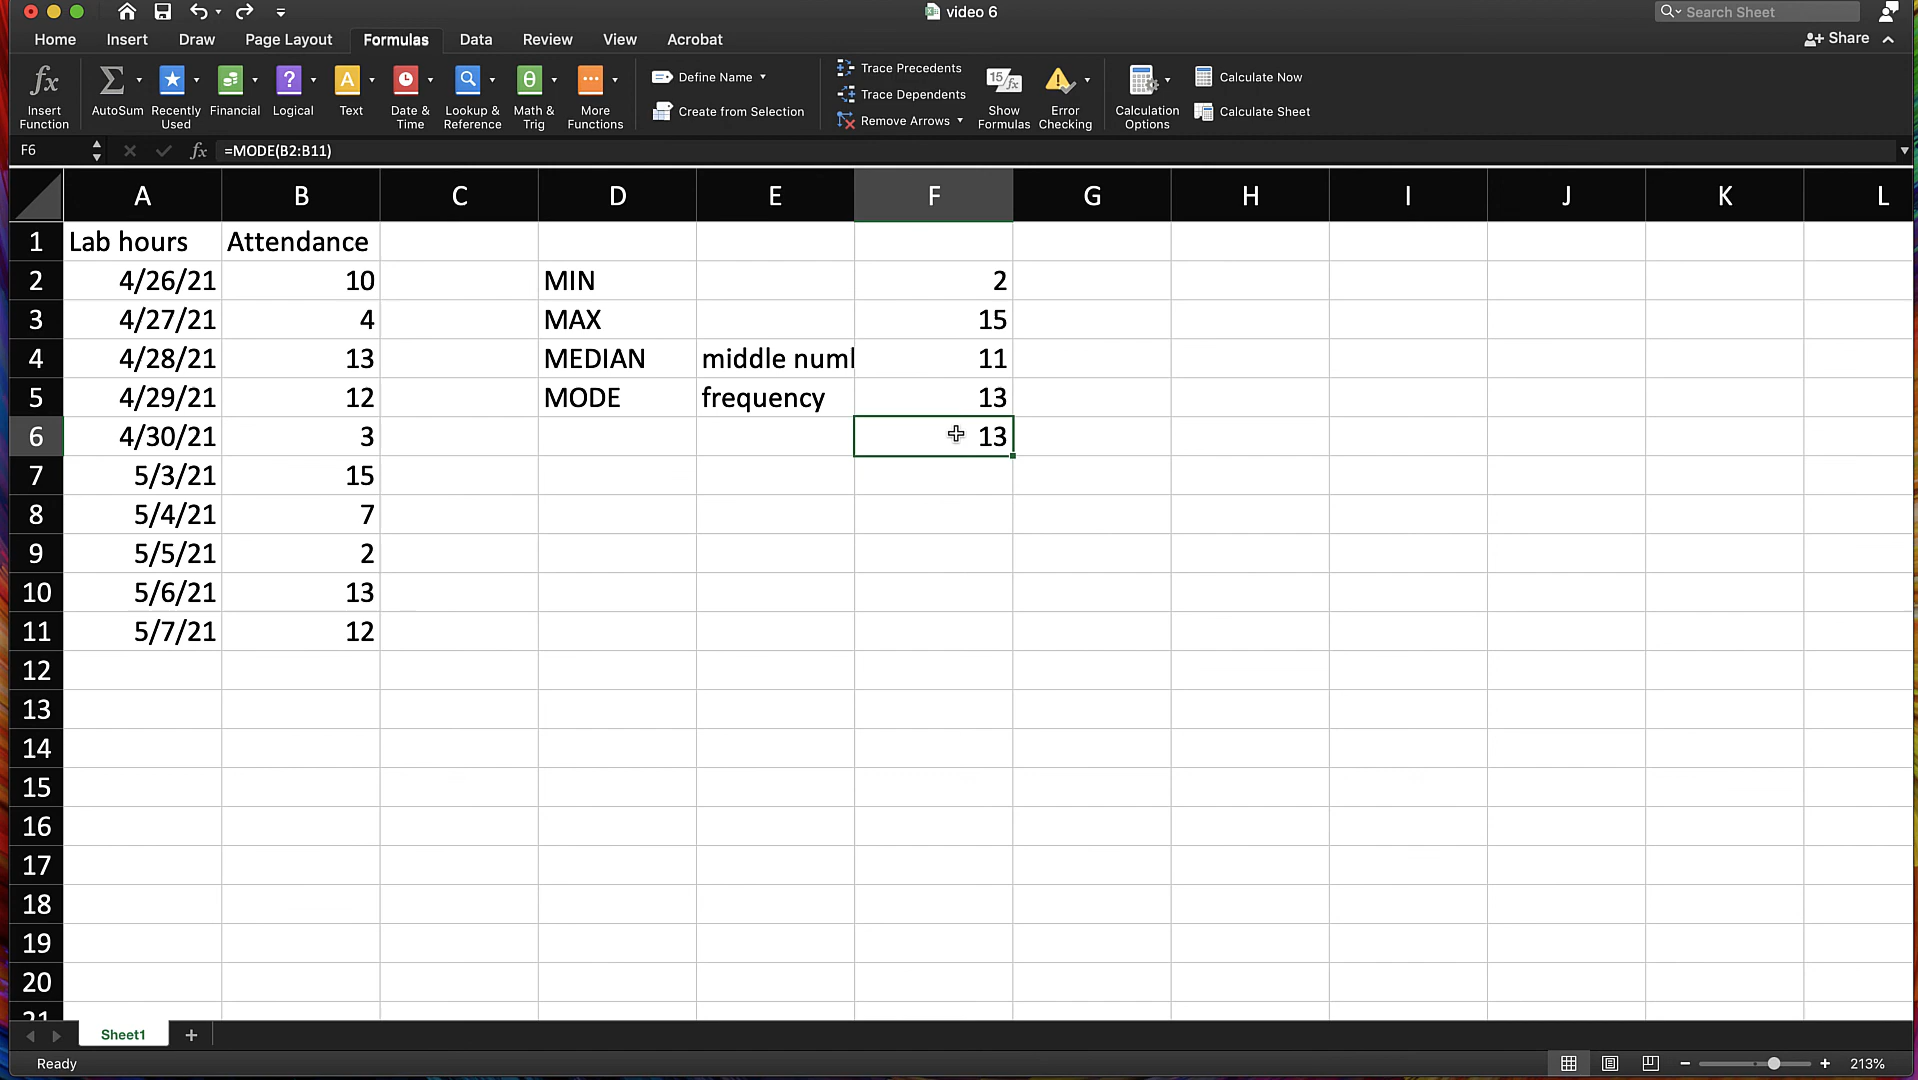 video 6
Search Sheet
Home Insert Draw Page Layout Formulas Data Review View Acrobat Share
Insert Function
AutoSum
Recently Used
Financial
Logical
Text
Date & Time
Lookup & Reference
Math & Trig
More Functions
Define Name
Create from Selection
Trace Precedents
Trace Dependents
Remove Arrows
15/fx
Show Formulas
Error Checking
Calculation Options
Calculate Now
Calculate Sheet
F6 fx =MODE(B2:B11)
A B C D E F G H I J K L
1 Lab hours Attendance
2 4/26/21 10 MIN 2
3 4/27/21 4 MAX 15
4 4/28/21 13 MEDIAN middle 11
5 4/29/21 12 MODE frequency 13
6 4/30/21 3 13
7 5/3/21 15
8 5/4/21 7
9 5/5/21 2
10 5/6/21 13
11 5/7/21 12
12
13
14
15
16
17
18
19
20
21
Sheet1
Ready 213%